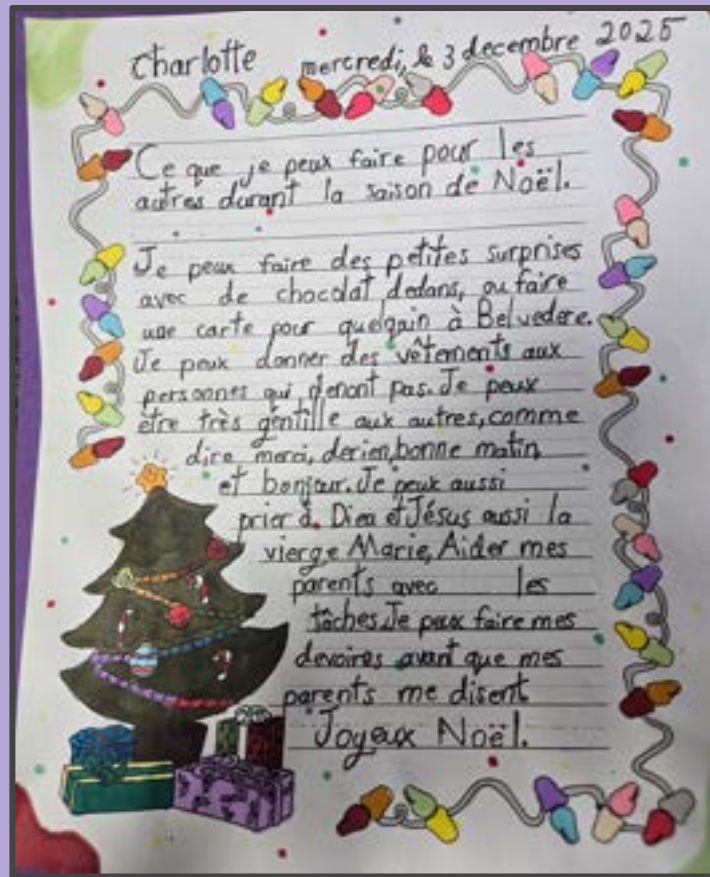 Charlotte mercredi, le 3 decembre 2025
Ce que je peux faire pour les
autres durant la saison de Noël.
Je peux faire des petites surprises
avec de chocolat dedans, ou faire
une carte pour quelqain à Belvedere.
Je peux donner des vêtements aux
personnes qui denont pas. Je peux
être très gentille aux autres, comme
dire merci, derien, bonne matin,
et bonjour. Je peux aussi
prier à Dieu et Jésus aussi la
vierge Marie, Aider mes
parents avec les
tâches. Je peux faire mes
devoires avant que mes
parents me disent
Joyeux Noël.